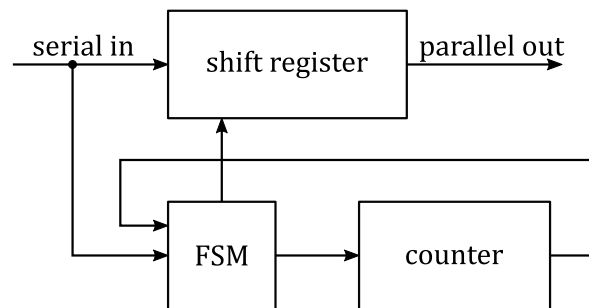 serial in
shift register
parallel out
FSM
counter